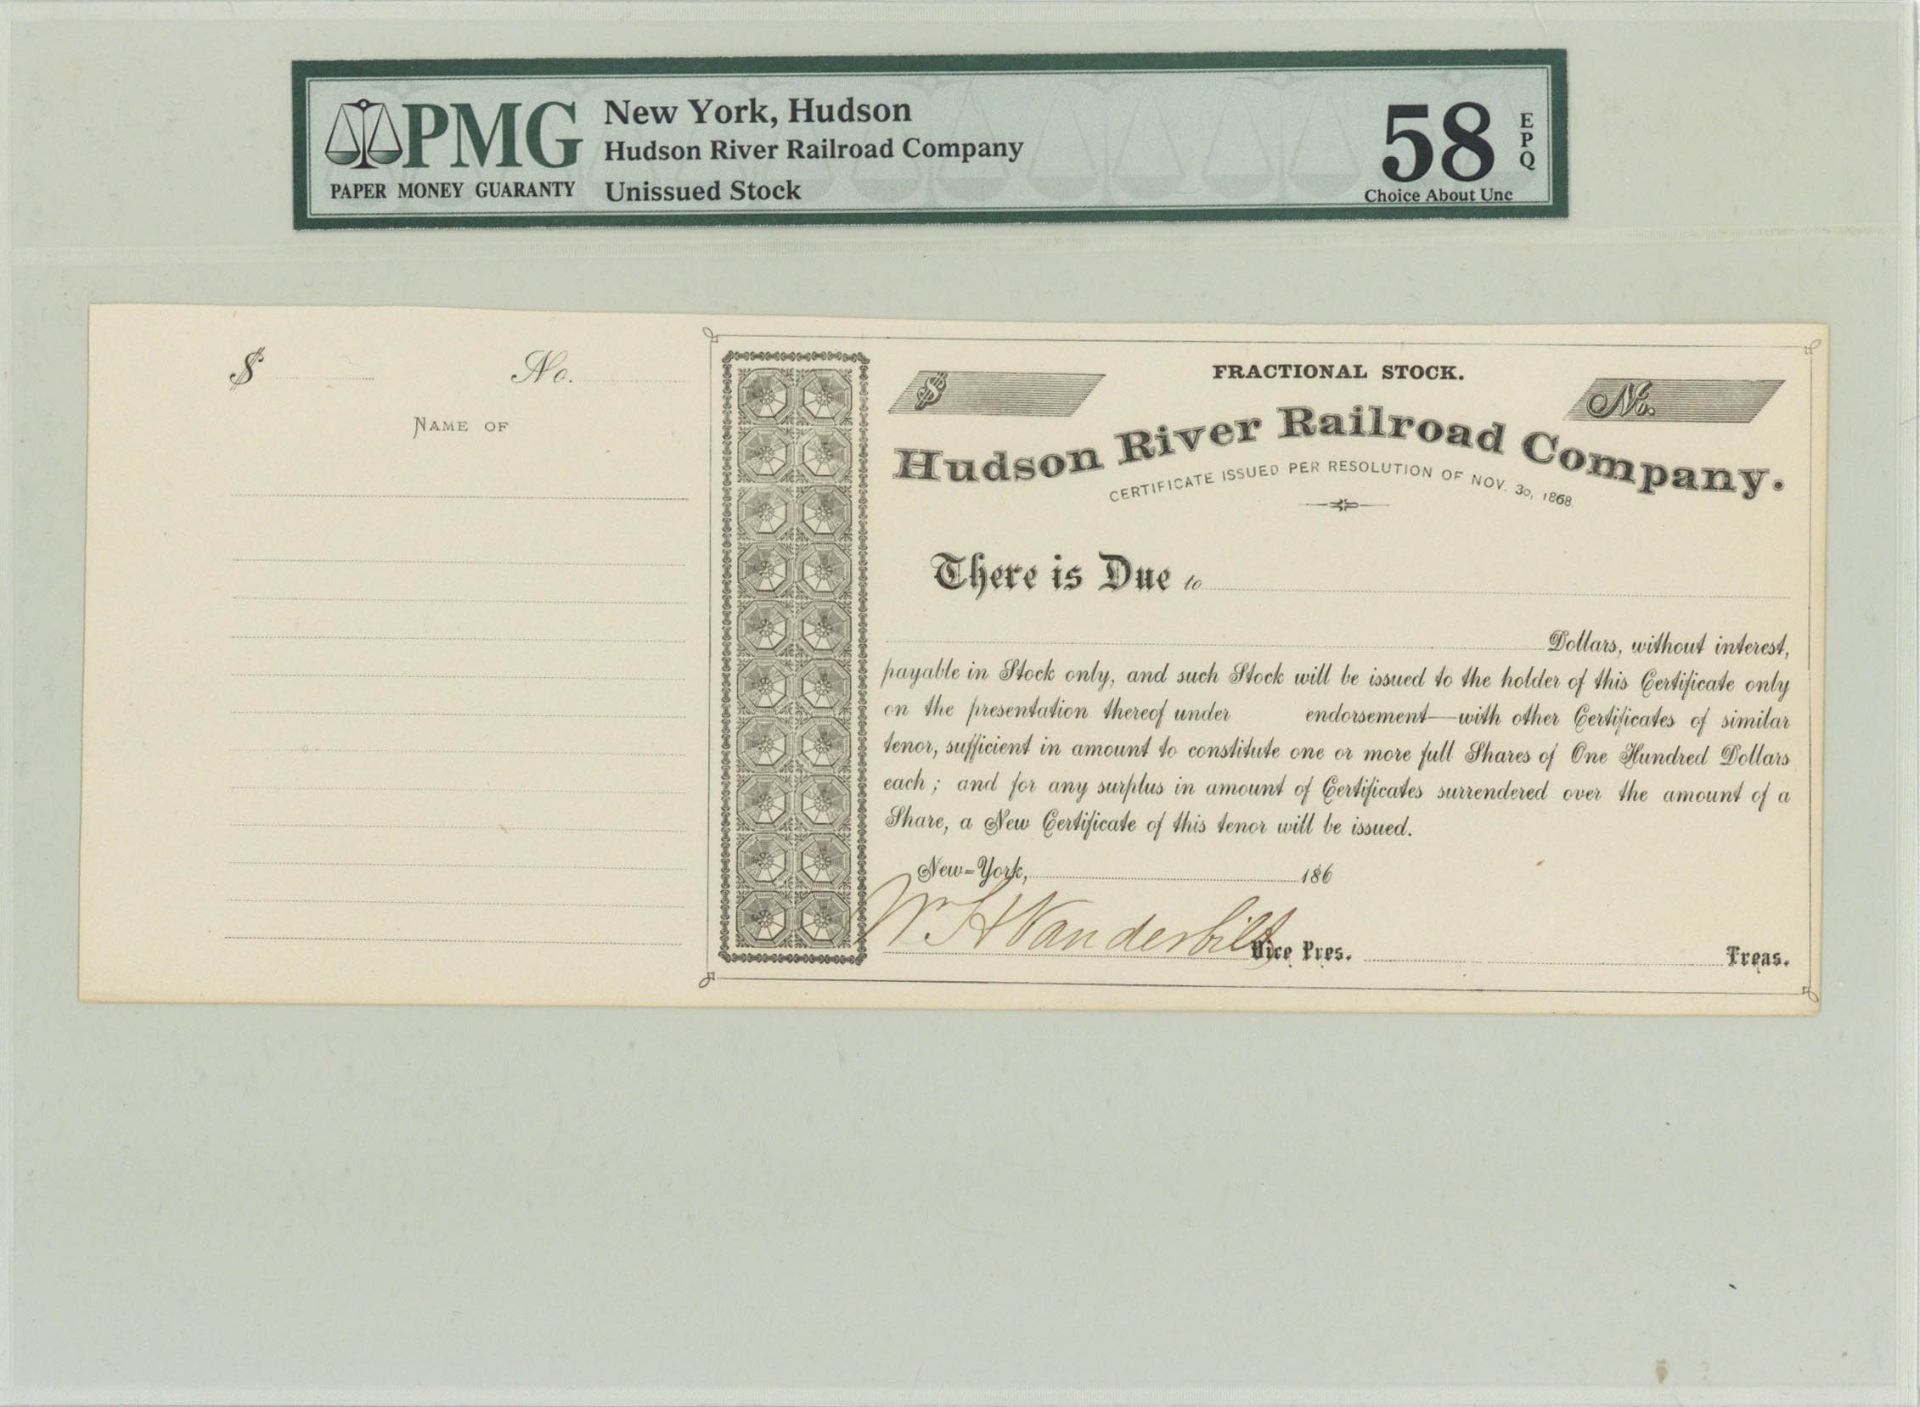 PMG
PAPER MONEY GUARANTY
New York, Hudson
Hudson River Railroad Company
Unissued Stock
58
EPQ
Choice About Unc
$ No.
NAME OF
$
FRACTIONAL STOCK.
No.
Hudson River Railroad Company.
CERTIFICATE ISSUED PER RESOLUTION OF NOV. 30, 1868
There is Due to
Dollars, without interest,
payable in Stock only, and such Stock will be issued to the holder of this Certificate only
on the presentation thereof under endorsement—with other Certificates of similar
tenor, sufficient in amount to constitute one or more full Shares of One Hundred Dollars
each; and for any surplus in amount of Certificates surrendered over the amount of a
Share, a New Certificate of this tenor will be issued.
New-York, 186
Wm H Vanderbilt
Vice Pres. Treas.